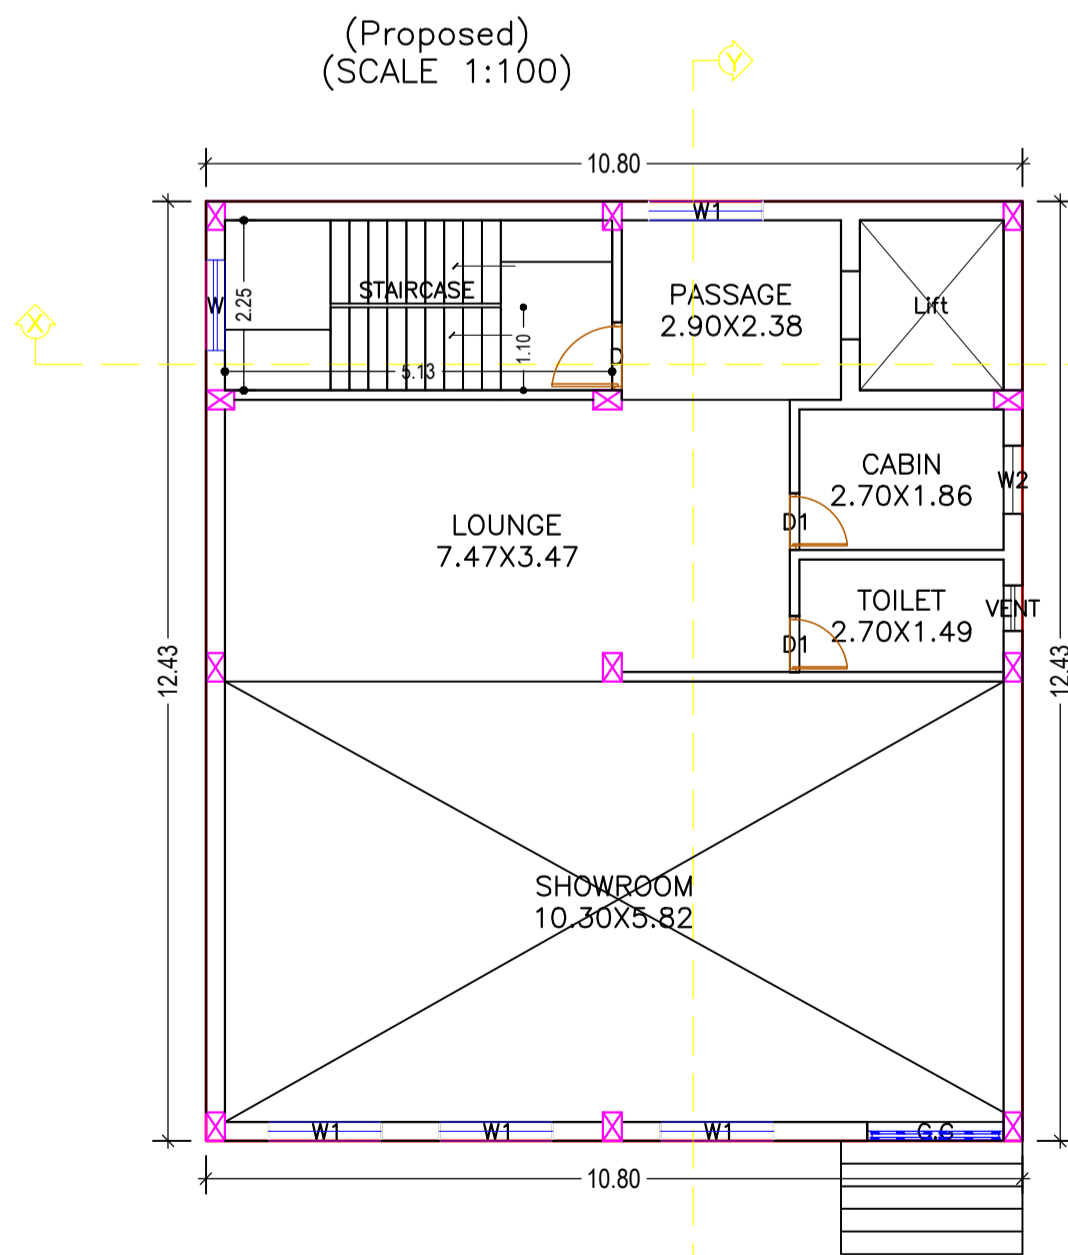 (Proposed)
(SCALE 1:100)
Y
10.80
W1
W
2.25
STAIRCASE
PASSAGE
2.90X2.38
Lift
X
1.10
D
5.13
CABIN
2.70X1.86
W2
D1
LOUNGE
7.47X3.47
TOILET
2.70X1.49
VENT
D1
12.43
12.43
SHOWROOM
10.30X5.82
W1
W1
W1
G.G
10.80